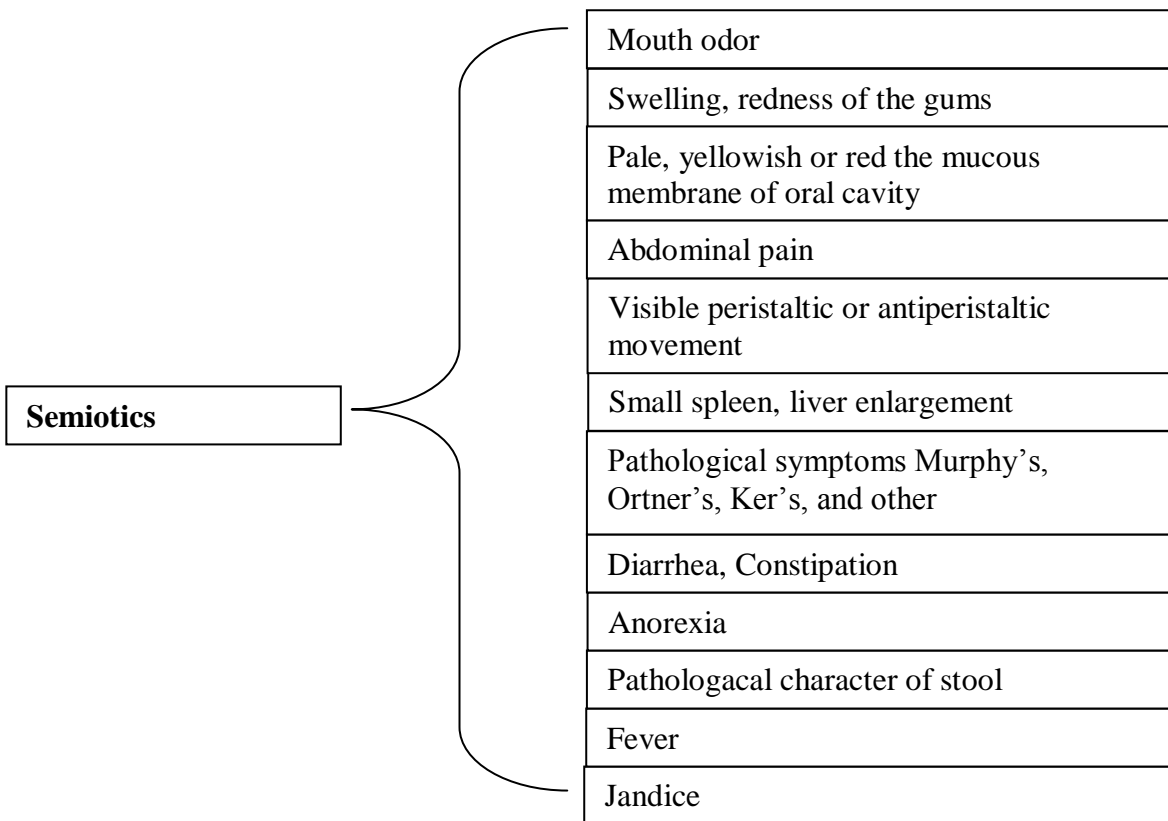 Mouth odor
Swelling, redness of the gums
Pale, yellowish or red the mucous
membrane of oral cavity
Abdominal pain
Visible peristaltic or antiperistaltic
movement
Semiotics
Small spleen, liver enlargement
Pathological symptoms Murphy’s,
Ortner’s, Ker’s, and other
Diarrhea, Constipation
Anorexia
Pathologacal character of stool
Fever
Jandice